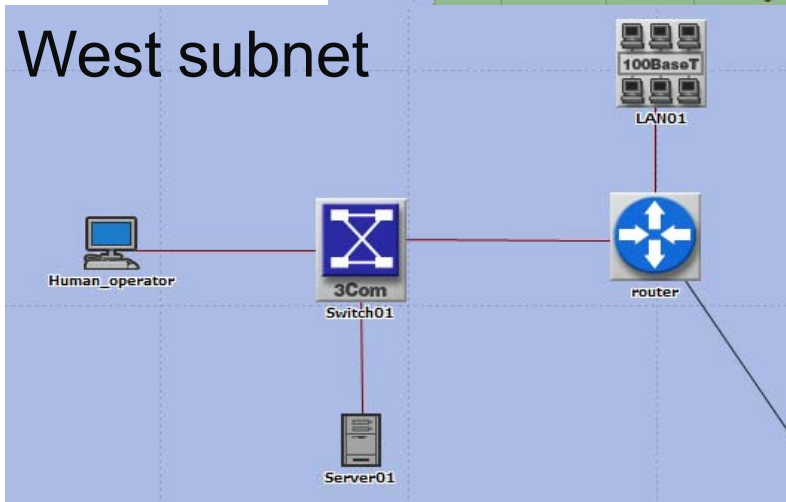 West subnet
100BaseT
LAN01
Human_operator
3Com
Switch01
router
Server01